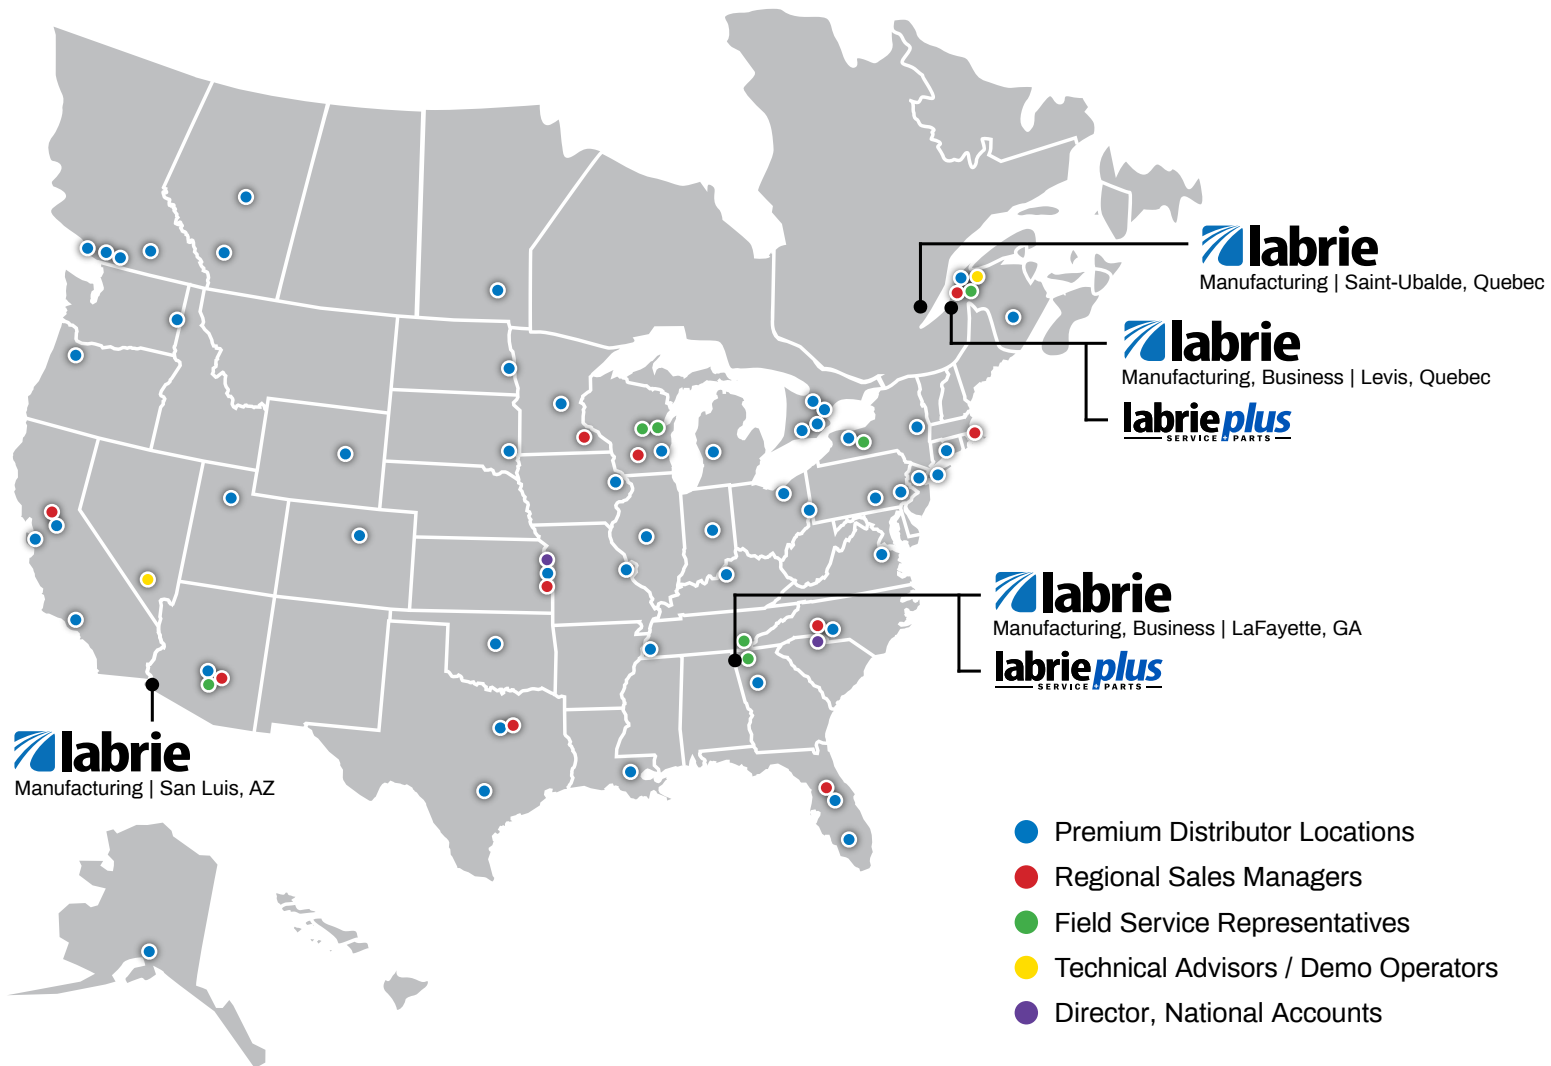 labrie
Manufacturing | Saint-Ubalde, Quebec
labrie
Manufacturing, Business | Levis, Quebec
labrieplus
SERVICE & PARTS
labrie
Manufacturing, Business | LaFayette, GA
labrieplus
SERVICE & PARTS
labrie
Manufacturing | San Luis, AZ
Premium Distributor Locations
Regional Sales Managers
Field Service Representatives
Technical Advisors / Demo Operators
Director, National Accounts